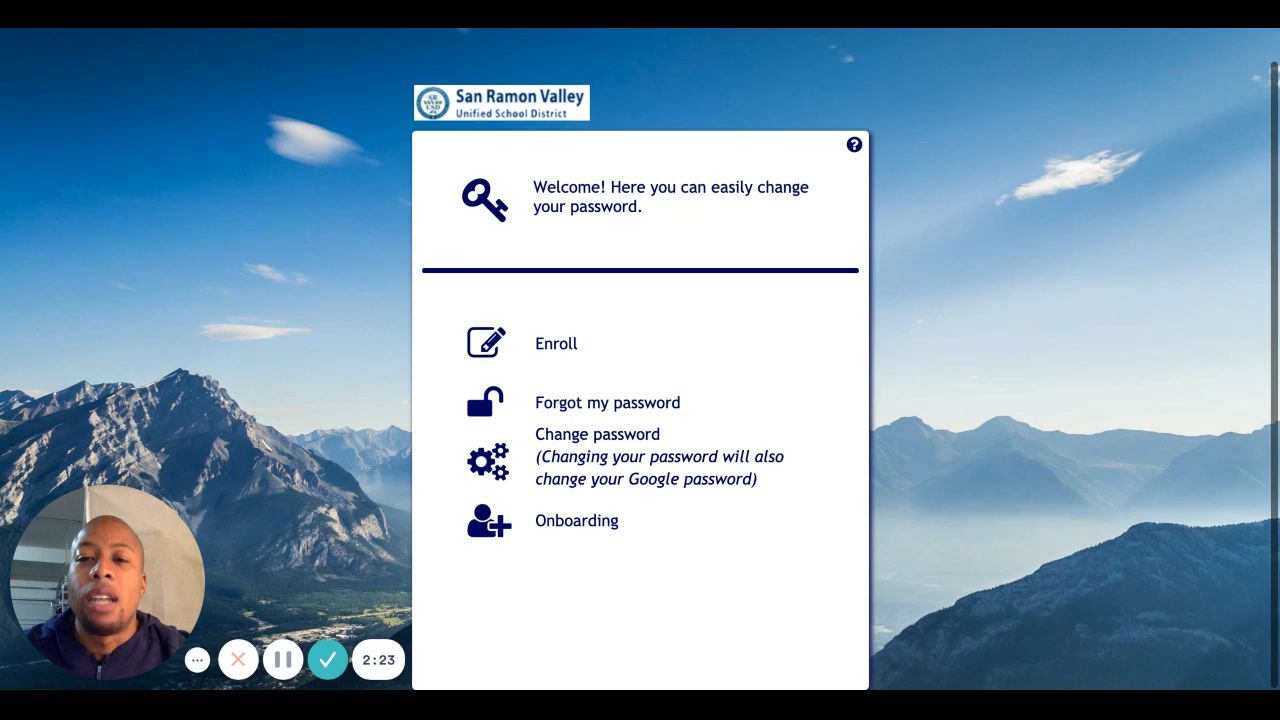 San Ramon Valley
Unified School District
Welcome! Here you can easily change
your password.
Enroll
Forgot my password
Change password
(Changing your password will also
change your Google password)
Onboarding
2:23